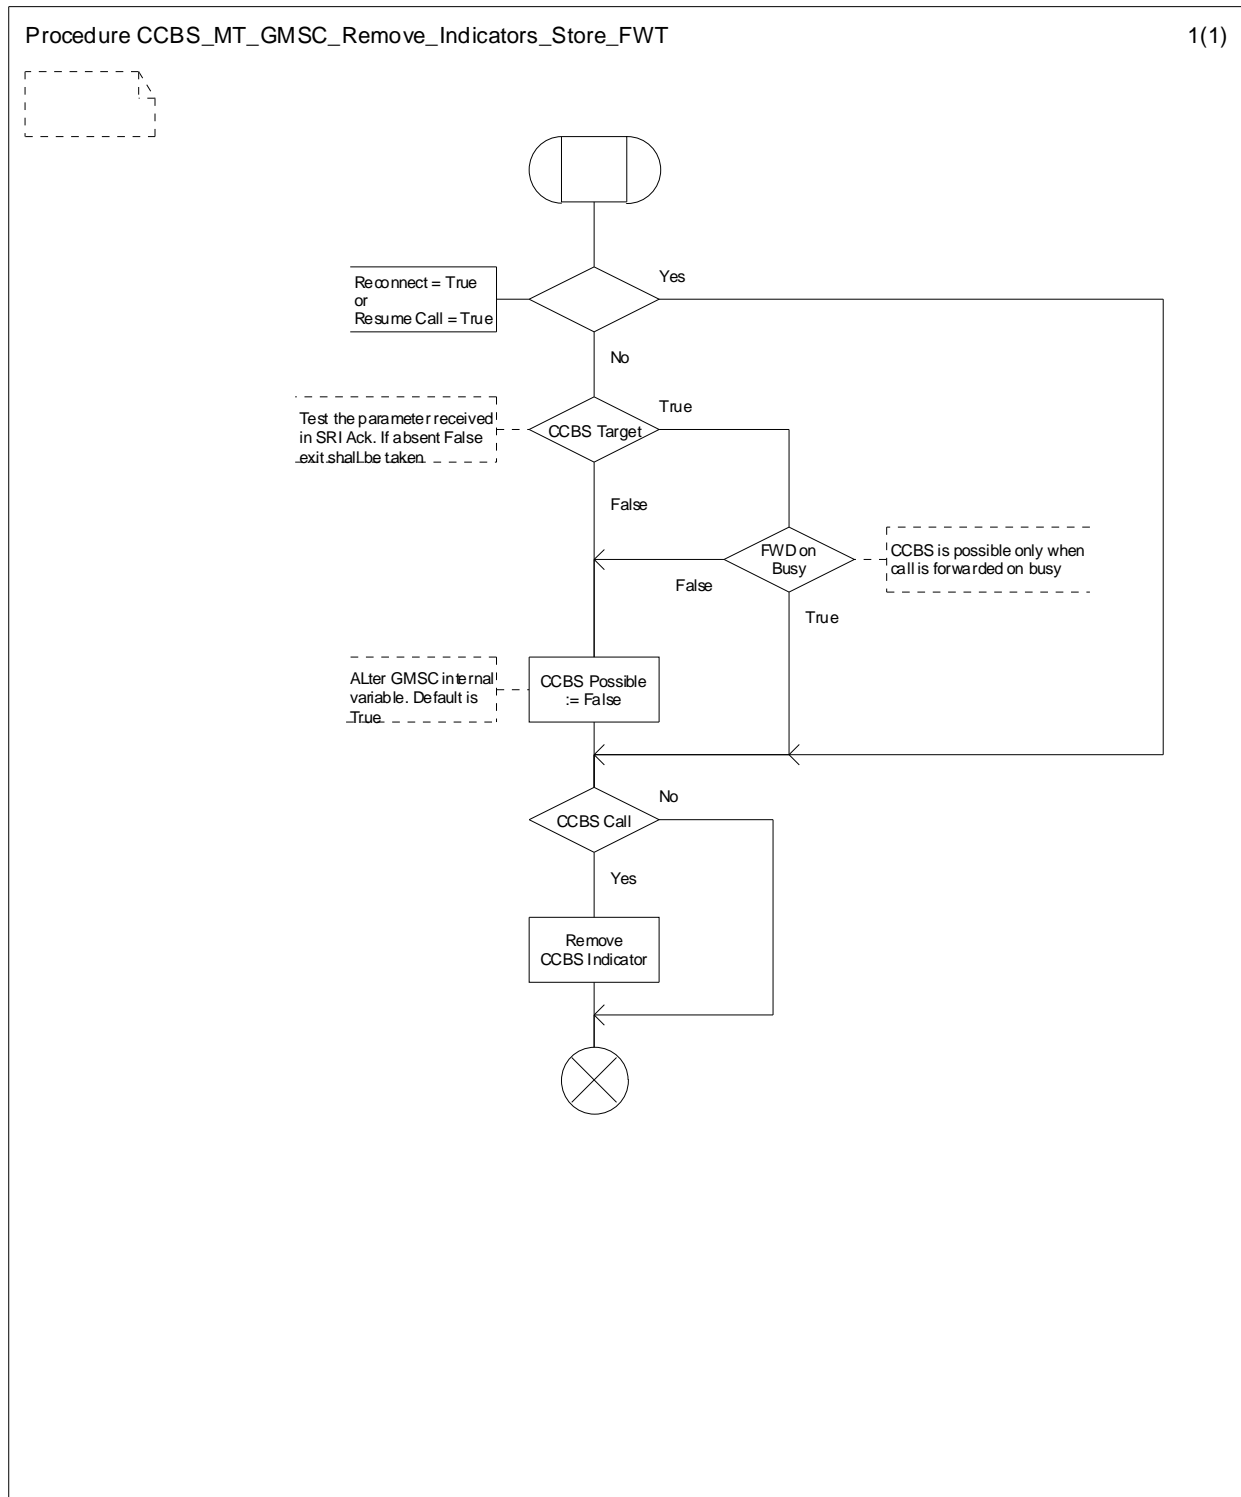 Procedure CCBS_MT_GMSC_Remove_Indicators_Store_FWT
1(1)
Yes
Reconnect = True
or
Resume Call = True
No
True
Test the parameter received
in SRI Ack. If absent False
exit shall be taken
CCBS Target
False
FWD on
Busy
CCBS is possible only when
call is forwarded on busy
False
True
ALter GMSC internal
variable. Default is
True
CCBS Possible
:= False
No
CCBS Call
Yes
Remove
CCBS Indicator